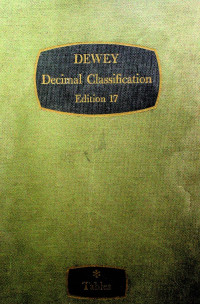 DEWEY
Decimal Classification
Edition 17
*
Tables